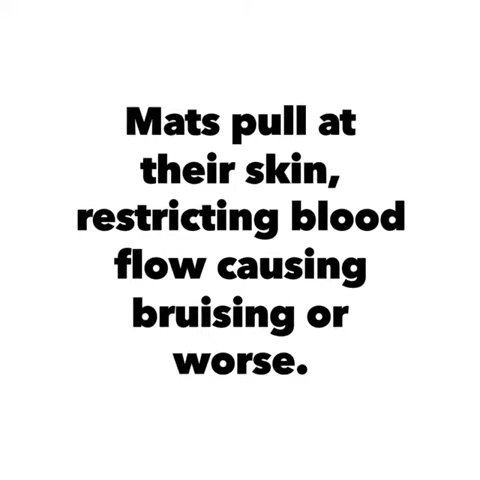 Mats pull at
their skin,
restricting blood
flow causing
bruising or
worse.